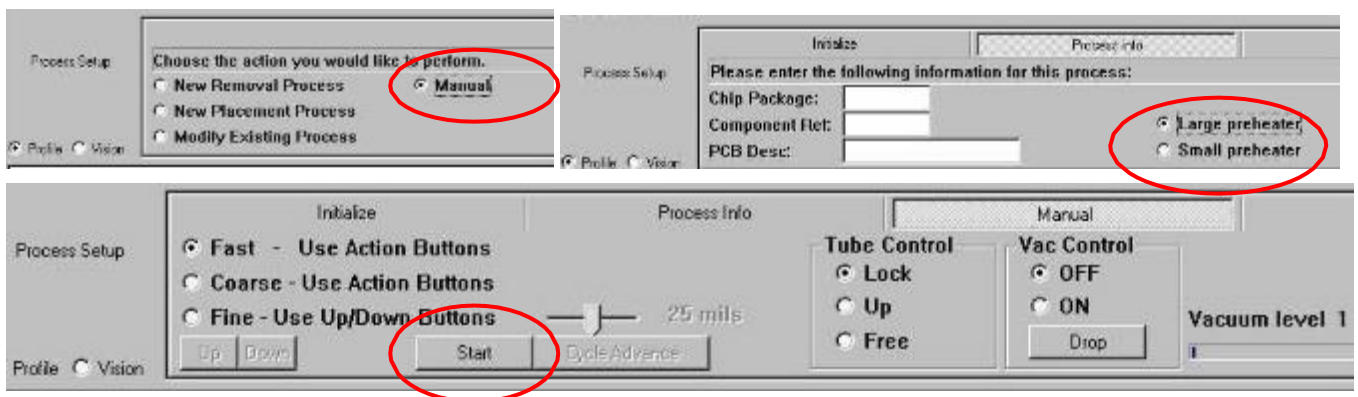 Choose the action you would like to perform.
Process Setup
New Removal Process
Manual
New Placement Process
Modify Existing Process
Profile
Vision
Initialize
Process info
Process Setup
Please enter the following information for this process:
Chip Package:
Component Ref:
Large preheater
PCB Desc:
Small preheater
Profile
Vision
Initialize
Process Info
Manual
Process Setup
Fast - Use Action Buttons
Coarse - Use Action Buttons
Fine - Use Up/Down Buttons
25 mils
Up
Down
Start
Cycle Advance
Tube Control
Lock
Up
Free
Vac Control
OFF
ON
Drop
Vacuum level 1
Profile
Vision